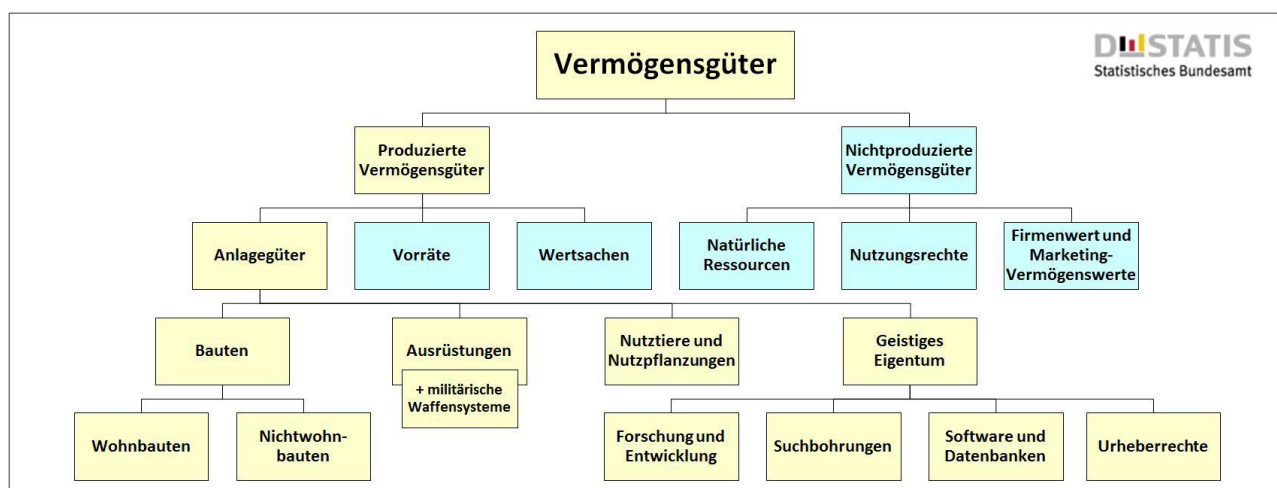 Vermögensgüter
DESTATIS
Statistisches Bundesamt
Produzierte
Vermögensgüter
Nichtproduzierte
Vermögensgüter
Anlagegüter
Vorräte
Wertsachen
Natürliche
Ressourcen
Nutzungsrechte
Firmenwert und
Marketing-
Vermögenswerte
Bauten
Ausrüstungen
+ militärische
Waffensysteme
Nutztiere und
Nutzpflanzungen
Geistiges
Eigentum
Wohnbauten
Nichtwohn-
bauten
Forschung und
Entwicklung
Suchbohrungen
Software und
Datenbanken
Urheberrechte